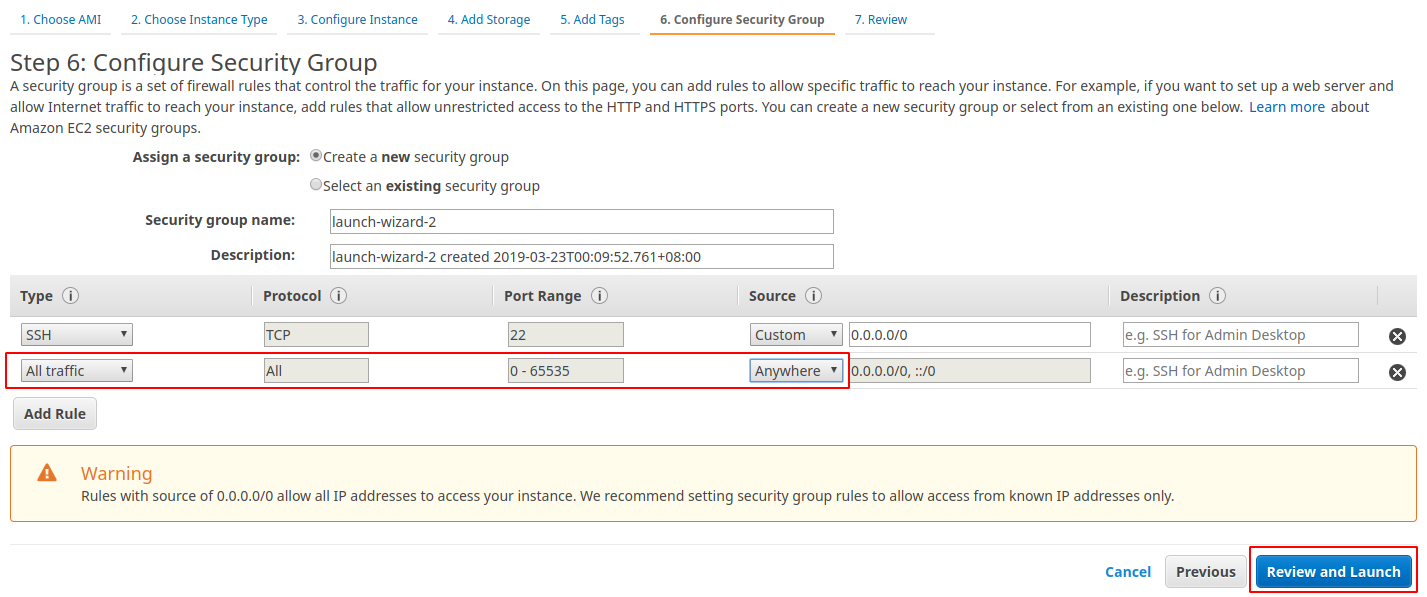 1. Choose AMI 2. Choose Instance Type 3. Configure Instance 4. Add Storage 5. Add Tags 6. Configure Security Group 7. Review
Step 6: Configure Security Group
A security group is a set of firewall rules that control the traffic for your instance. On this page, you can add rules to allow specific traffic to reach your instance. For example, if you want to set up a web server and
allow Internet traffic to reach your instance, add rules that allow unrestricted access to the HTTP and HTTPS ports. You can create a new security group or select from an existing one below. Learn more about
Amazon EC2 security groups.
Assign a security group: Create a new security group
Select an existing security group
Security group name: launch-wizard-2
Description: launch-wizard-2 created 2019-03-23T00:09:52.761+08:00
Type i Protocol i Port Range i Source i Description i
SSH TCP 22 Custom 0.0.0.0/0 e.g. SSH for Admin Desktop
All traffic All 0 - 65535 Anywhere 0.0.0.0/0, ::/0 e.g. SSH for Admin Desktop
Add Rule
Warning
Rules with source of 0.0.0.0/0 allow all IP addresses to access your instance. We recommend setting security group rules to allow access from known IP addresses only.
Cancel Previous Review and Launch